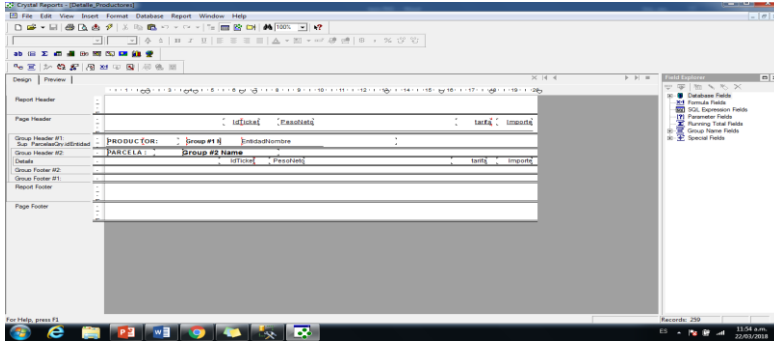 Crystal Reports - [Detalle_Productores]
File Edit View Insert Format Database Report Window Help
100%
Design Preview
Field Explorer
Database Fields
Formula Fields
SQL Expression Fields
Parameter Fields
Running Total Fields
Group Name Fields
Special Fields
Report Header
Page Header
IdTicket PesoNeto tarifa Importe
Group Header #1:
Sup_ParcelasQry.idEntidad
PRODUCTOR: Group #1 EntidadNombre
Group Header #2:
PARCELA: Group #2 Name
Details
IdTicket PesoNeto tarifa Importe
Group Footer #2:
Group Footer #1:
Report Footer
Page Footer
For Help, press F1
Records: 259
ES
11:54 a.m.
22/03/2018